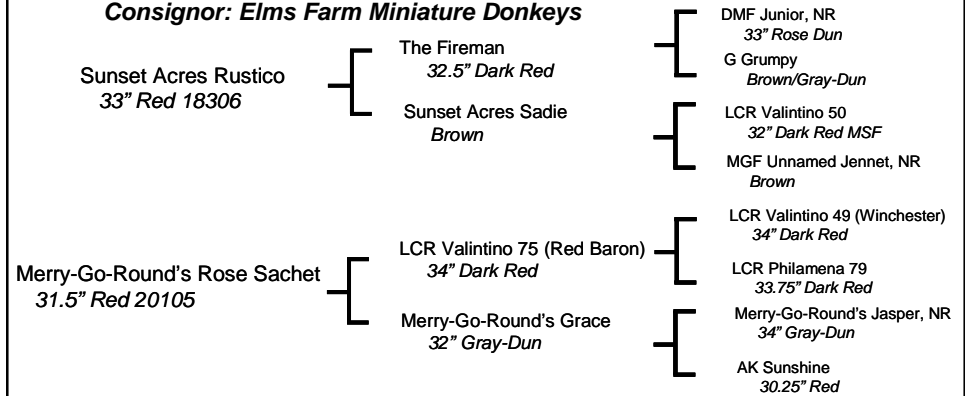 Consignor: Elms Farm Miniature Donkeys
Sunset Acres Rustico
33” Red 18306
The Fireman
32.5” Dark Red
Sunset Acres Sadie
Brown
DMF Junior, NR
33” Rose Dun
G Grumpy
Brown/Gray-Dun
LCR Valintino 50
32” Dark Red MSF
MGF Unnamed Jennet, NR
Brown
Merry-Go-Round’s Rose Sachet
31.5” Red 20105
LCR Valintino 75 (Red Baron)
34” Dark Red
Merry-Go-Round’s Grace
32” Gray-Dun
LCR Valintino 49 (Winchester)
34” Dark Red
LCR Philamena 79
33.75” Dark Red
Merry-Go-Round’s Jasper, NR
34” Gray-Dun
AK Sunshine
30.25” Red